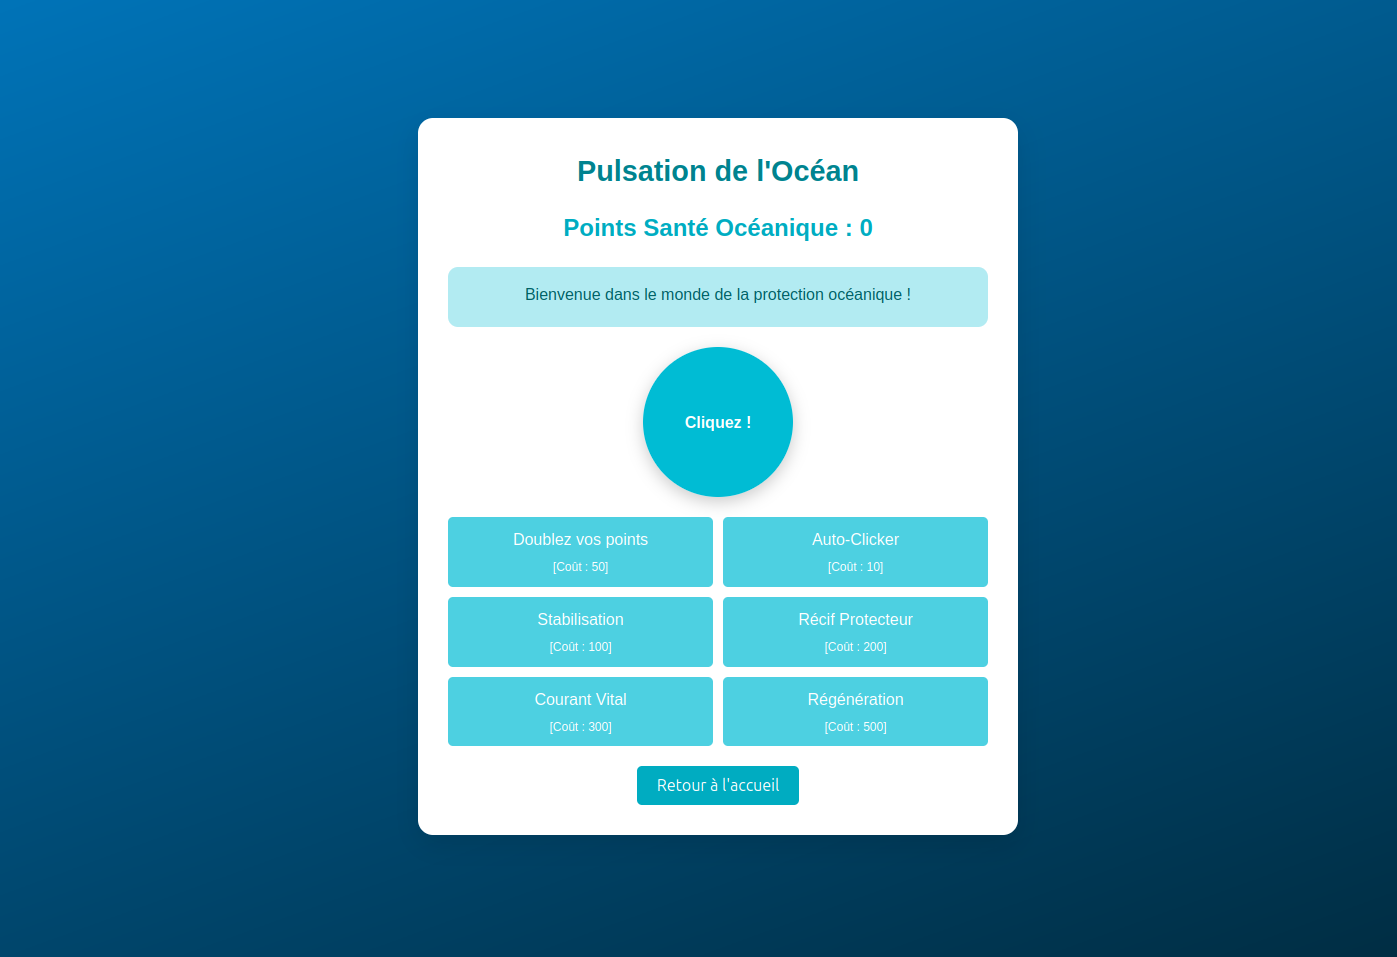 Pulsation de l'Océan
Points Santé Océanique : 0
Bienvenue dans le monde de la protection océanique !
Cliquez !
Doublez vos points
[Coût : 50]
Auto-Clicker
[Coût : 10]
Stabilisation
[Coût : 100]
Récif Protecteur
[Coût : 200]
Courant Vital
[Coût : 300]
Régénération
[Coût : 500]
Retour à l'accueil